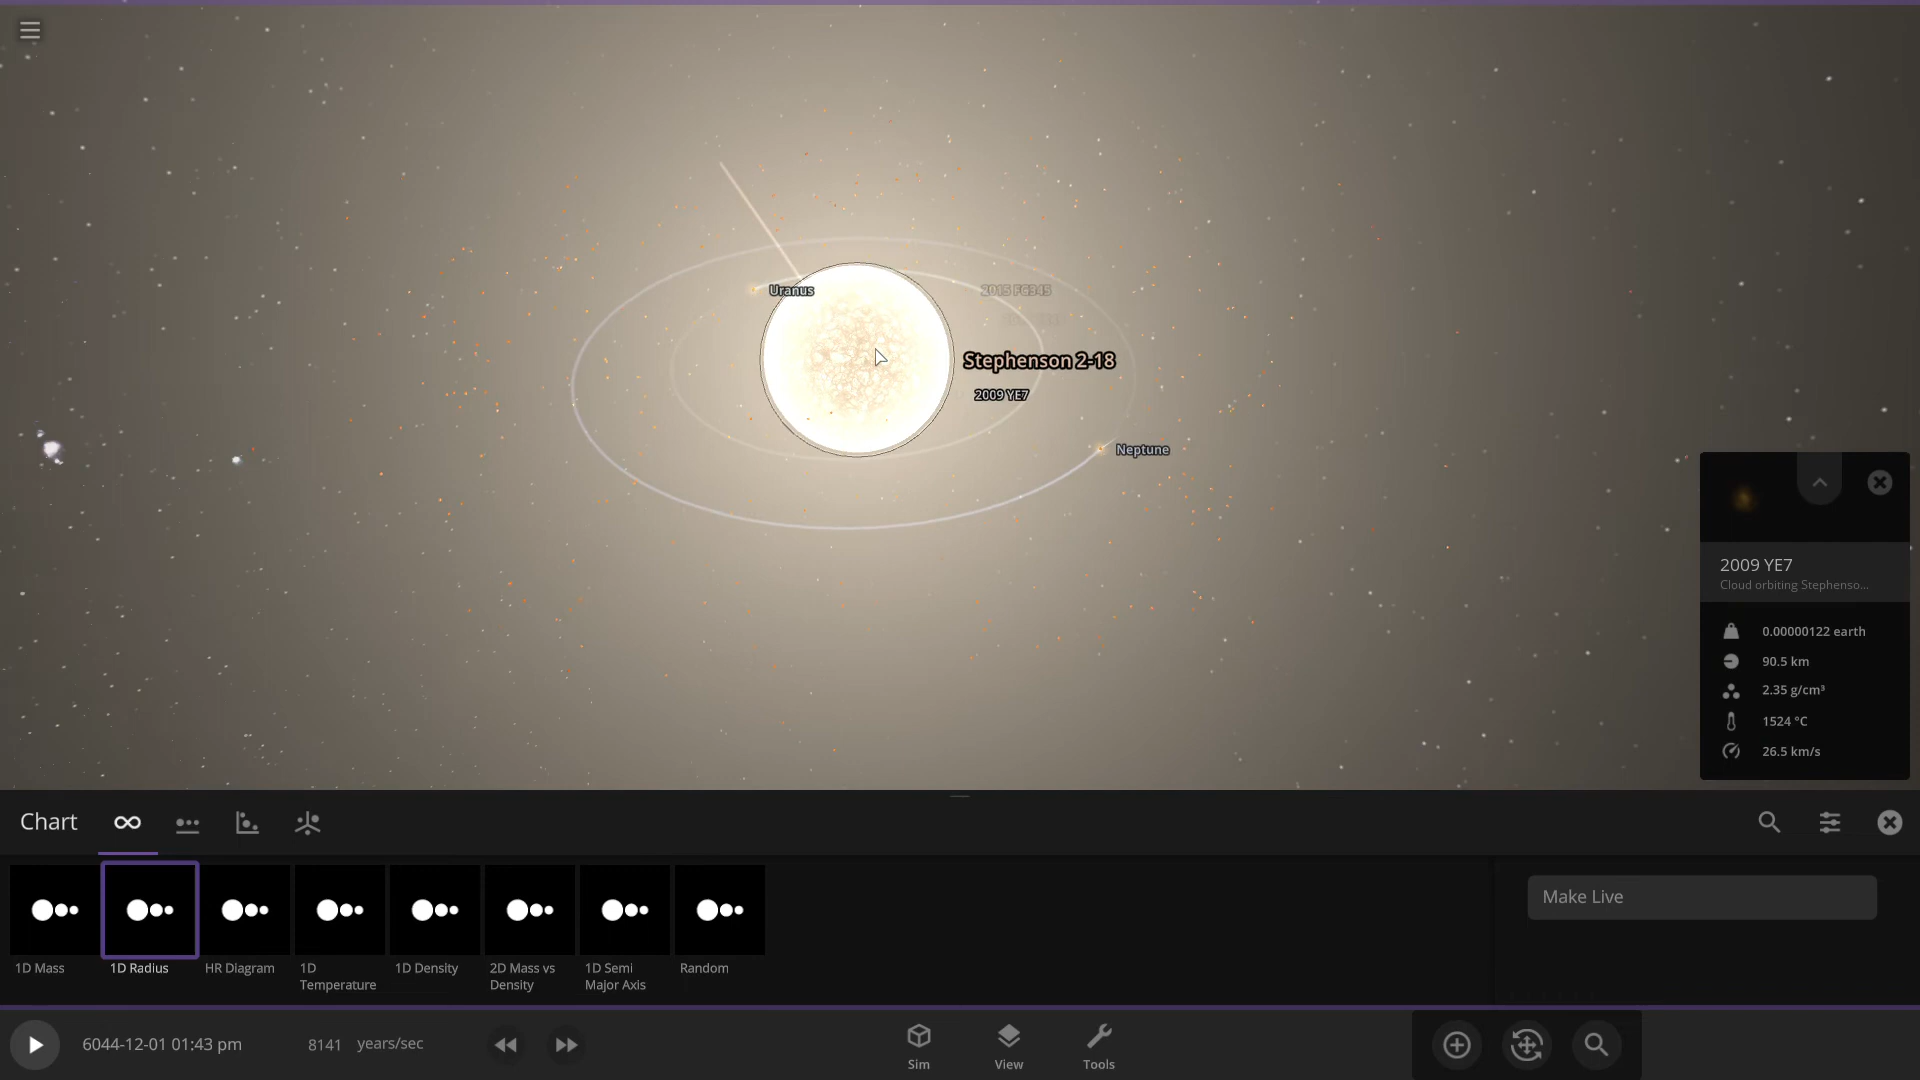 Uranus
2015 FG345
Stephenson 2-18
2009 YE7
Neptune
2009 YE7
Cloud orbiting Stephenso...
0.00000122 earth
90.5 km
2.35 g/cm³
1524 °C
26.5 km/s
Chart
1D Mass
1D Radius
HR Diagram
1D Temperature
1D Density
2D Mass vs Density
1D Semi Major Axis
Random
Make Live
6044-12-01 01:43 pm
8141 years/sec
Sim
View
Tools